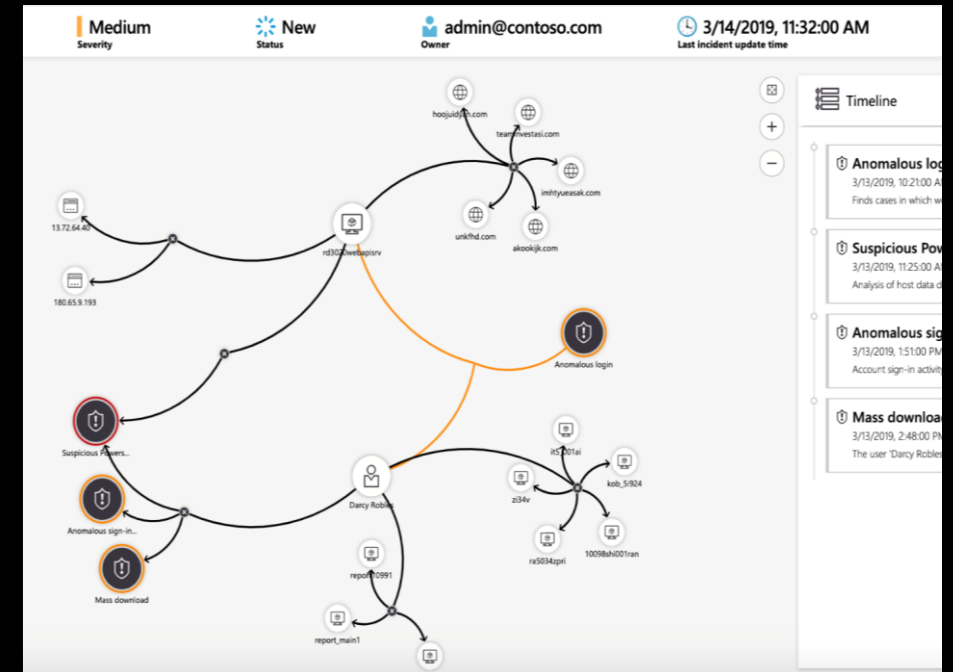 Medium
Severity
New
Status
admin@contoso.com
Owner
3/14/2019, 11:32:00 AM
Last incident update time
Timeline
Anomalous log
3/13/2019, 10:21:00 A
Finds cases in which w
Suspicious Pow
3/13/2019, 11:25:00 A
Analysis of host data d
Anomalous sig
3/13/2019, 1:51:00 PM
Account sign-in activity
Mass downloa
3/13/2019, 2:48:00 PM
The user 'Darcy Robles
teaminvestasi.com
imhtyueasak.com
unkfhd.com
akookijk.com
13.72.64.40
rd3020webapisrv
180.65.9.193
Anomalous login
Suspicious Powers...
Anomalous sign-in...
Mass download
Darcy Robles
zi34v
kob_5i924
ra5034zpri
10098shi001ran
report_main1